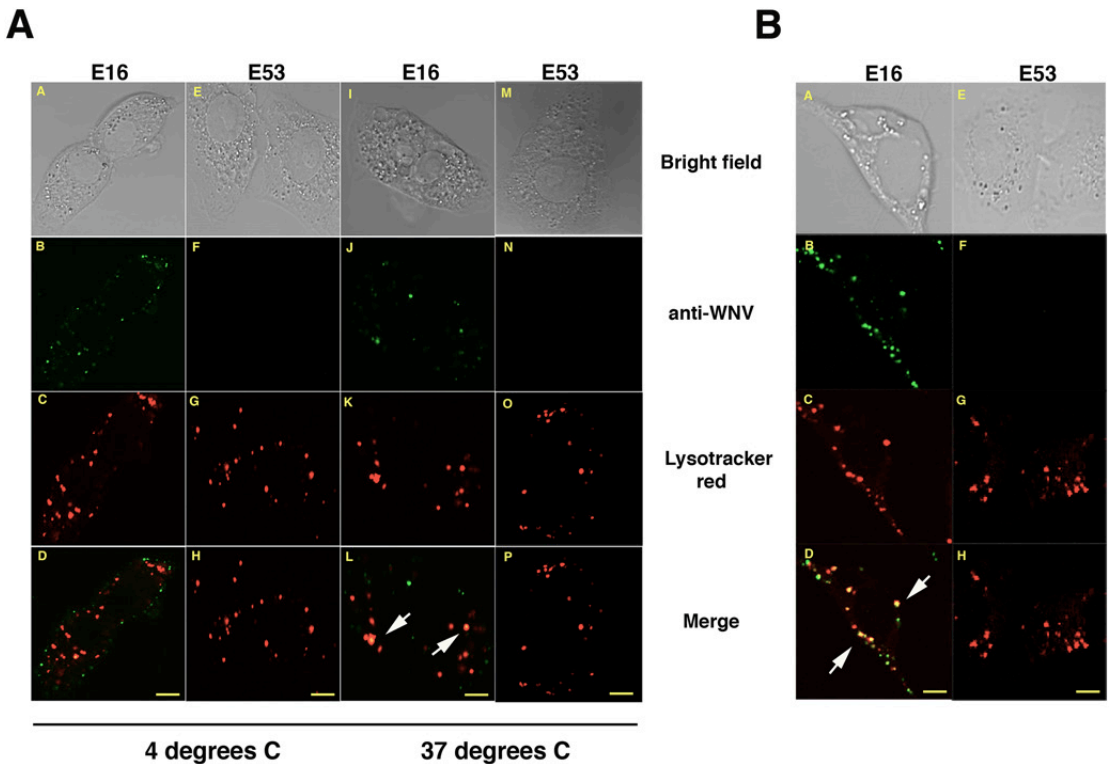 A
B
E16 E53 E16 E53
E16 E53
A E I M
A E
Bright field
B F J N
B F
anti-WNV
C G K O
C G
Lysotracker
red
D H L P
D H
Merge
4 degrees C 37 degrees C